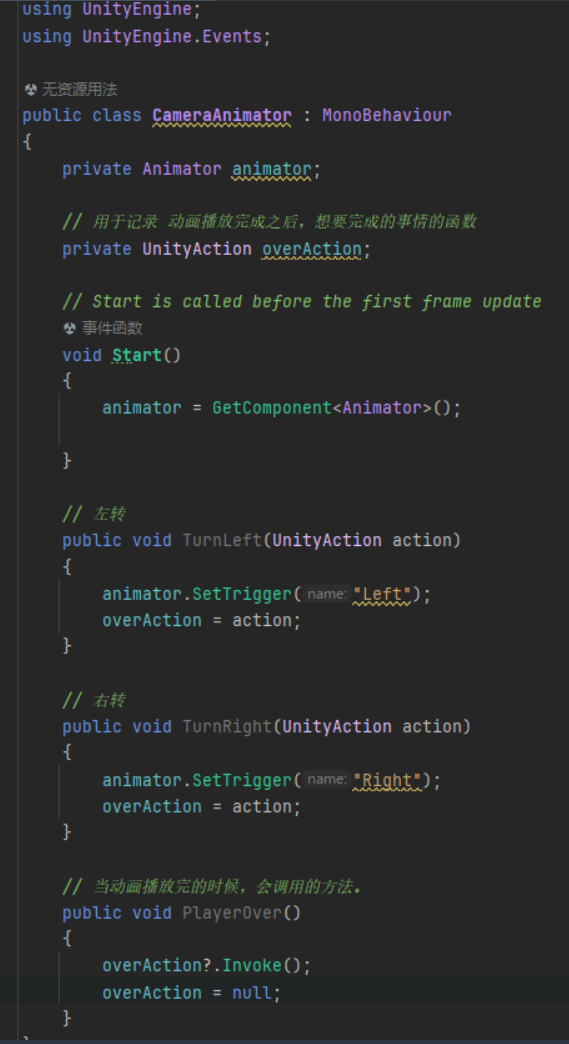 using UnityEngine;
using UnityEngine.Events;
无资源用法
public class CameraAnimator : MonoBehaviour
{
private Animator animator;
// 用于记录 动画播放完成之后，想要完成的事情的函数
private UnityAction overAction;
// Start is called before the first frame update
事件函数
void Start()
{
animator = GetComponent<Animator>();
}
// 左转
public void TurnLeft(UnityAction action)
{
animator.SetTrigger( name: "Left");
overAction = action;
}
// 右转
public void TurnRight(UnityAction action)
{
animator.SetTrigger( name: "Right");
overAction = action;
}
// 当动画播放完的时候，会调用的方法。
public void PlayerOver()
{
overAction?.Invoke();
overAction = null;
}
}